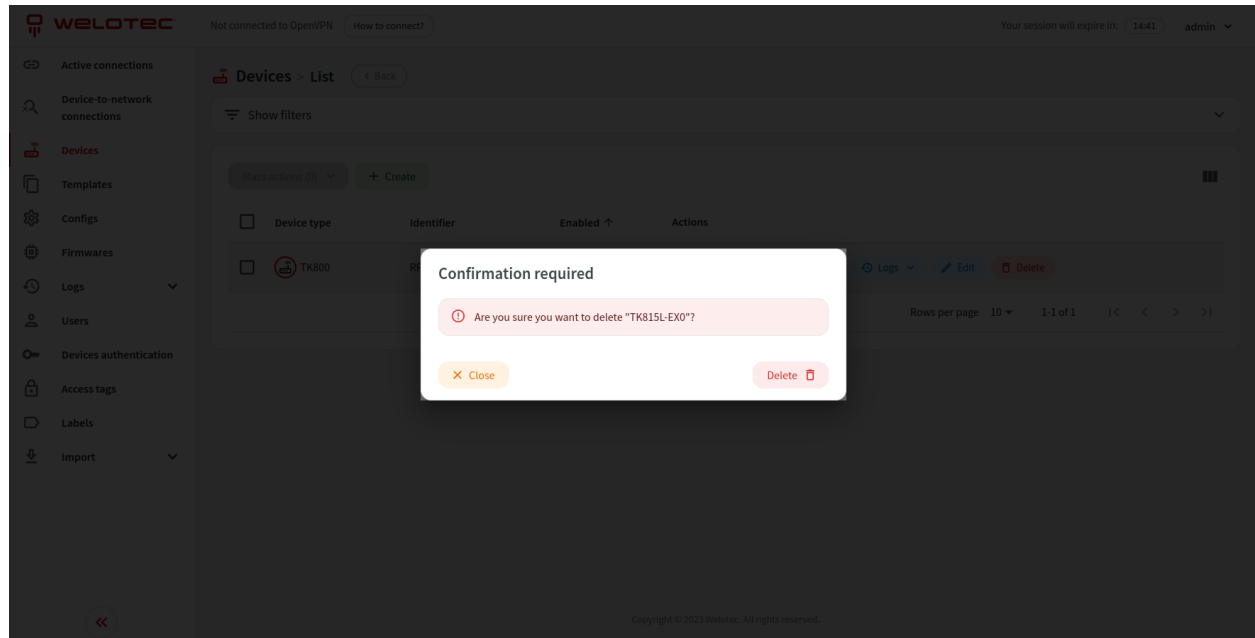 WELOTEC
Not connected to OpenVPN How to connect? Your session will expire in: 14:41 admin
Active connections
Device-to-network
connections
Devices
Templates
Configs
Firmwares
Logs
Users
Devices authentication
Access tags
Labels
Import
Devices > List Back
Show filters
Mass actions (0) + Create
Device type Identifier Enabled Actions
TK800 Logs Edit Delete
Rows per page 10 1-1 of 1
Confirmation required
Are you sure you want to delete "TK815L-EX0"?
Close Delete
Copyright © 2023 Welotec. All rights reserved.